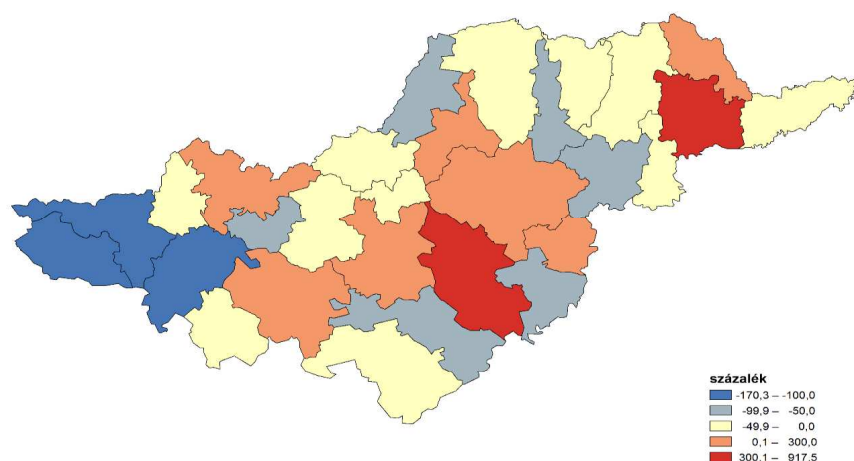 százalék
-170,3 – -100,0
-99,9 – -50,0
-49,9 – 0,0
0,1 – 300,0
300,1 – 917,5